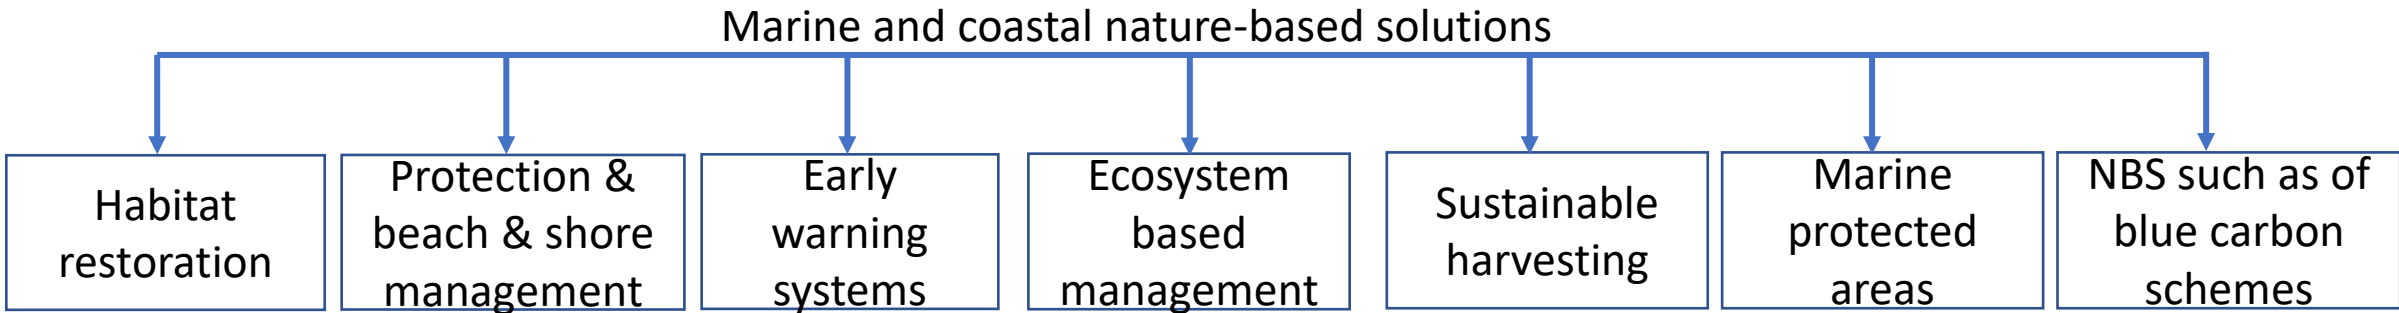 Marine and coastal nature-based solutions
Habitat
restoration
Protection &
beach & shore
management
Early
warning
systems
Ecosystem
based
management
Sustainable
harvesting
Marine
protected
areas
NBS such as of
blue carbon
schemes